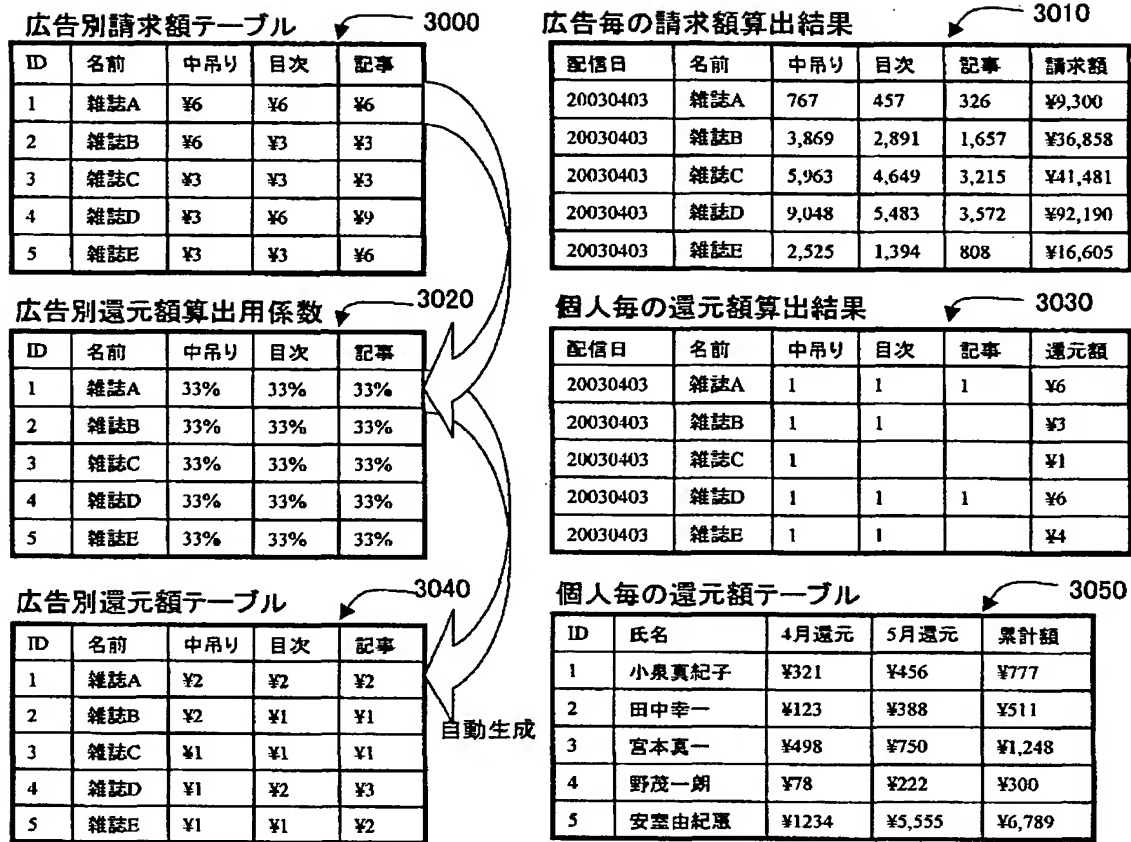 広告別請求額テーブル 3000
ID 名前 中吊り 目次 記事
1 雑誌A ¥6 ¥6 ¥6
2 雑誌B ¥6 ¥3 ¥3
3 雑誌C ¥3 ¥3 ¥3
4 雑誌D ¥3 ¥6 ¥9
5 雑誌E ¥3 ¥3 ¥6
広告毎の請求額算出結果 3010
配信日 名前 中吊り 目次 記事 請求額
20030403 雑誌A 767 457 326 ¥9,300
20030403 雑誌B 3,869 2,891 1,657 ¥36,858
20030403 雑誌C 5,963 4,649 3,215 ¥41,481
20030403 雑誌D 9,048 5,483 3,572 ¥92,190
20030403 雑誌E 2,525 1,394 808 ¥16,605
広告別還元額算出用係数 3020
ID 名前 中吊り 目次 記事
1 雑誌A 33% 33% 33%
2 雑誌B 33% 33% 33%
3 雑誌C 33% 33% 33%
4 雑誌D 33% 33% 33%
5 雑誌E 33% 33% 33%
個人毎の還元額算出結果 3030
配信日 名前 中吊り 目次 記事 還元額
20030403 雑誌A 1 1 1 ¥6
20030403 雑誌B 1 1 ¥3
20030403 雑誌C 1 ¥1
20030403 雑誌D 1 1 1 ¥6
20030403 雑誌E 1 1 ¥4
広告別還元額テーブル 3040
ID 名前 中吊り 目次 記事
1 雑誌A ¥2 ¥2 ¥2
2 雑誌B ¥2 ¥1 ¥1
3 雑誌C ¥1 ¥1 ¥1
4 雑誌D ¥1 ¥2 ¥3
5 雑誌E ¥1 ¥1 ¥2
自動生成
個人毎の還元額テーブル 3050
ID 氏名 4月還元 5月還元 累計額
1 小泉真紀子 ¥321 ¥456 ¥777
2 田中幸一 ¥123 ¥388 ¥511
3 宮本真一 ¥498 ¥750 ¥1,248
4 野茂一朗 ¥78 ¥222 ¥300
5 安室由紀恵 ¥1234 ¥5,555 ¥6,789